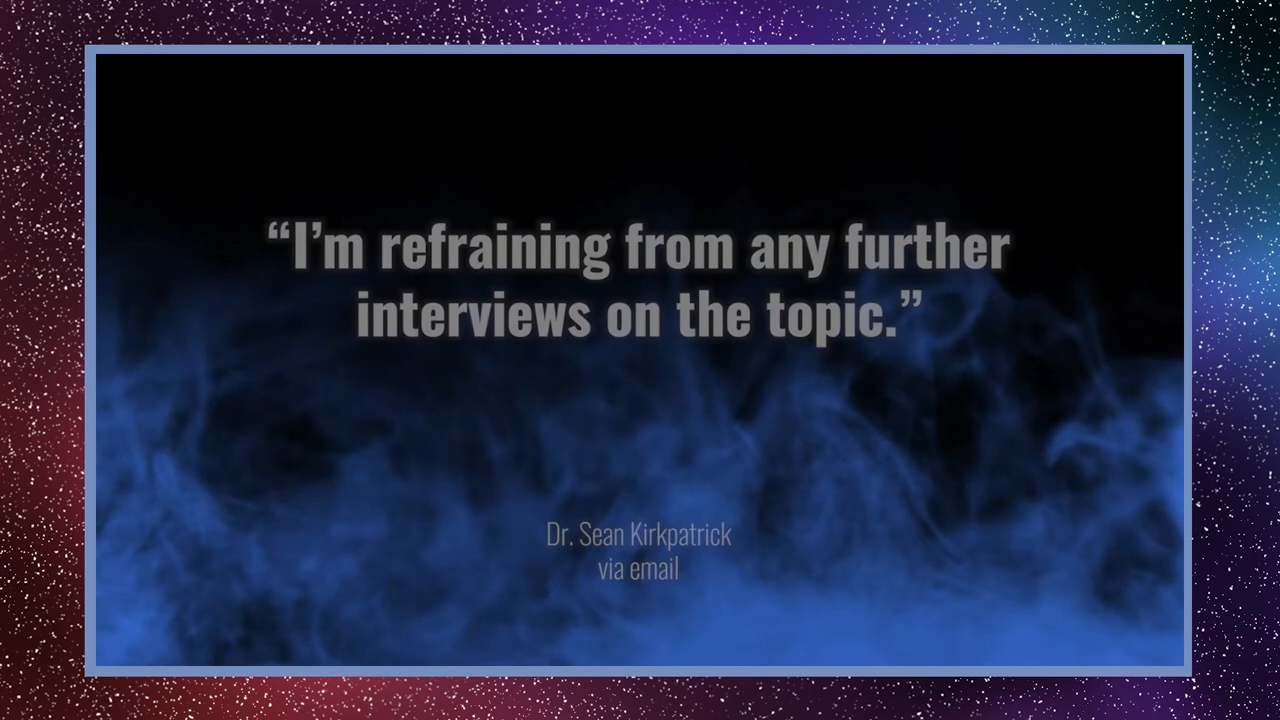 “I’m refraining from any further
interviews on the topic.”
Dr. Sean Kirkpatrick
via email